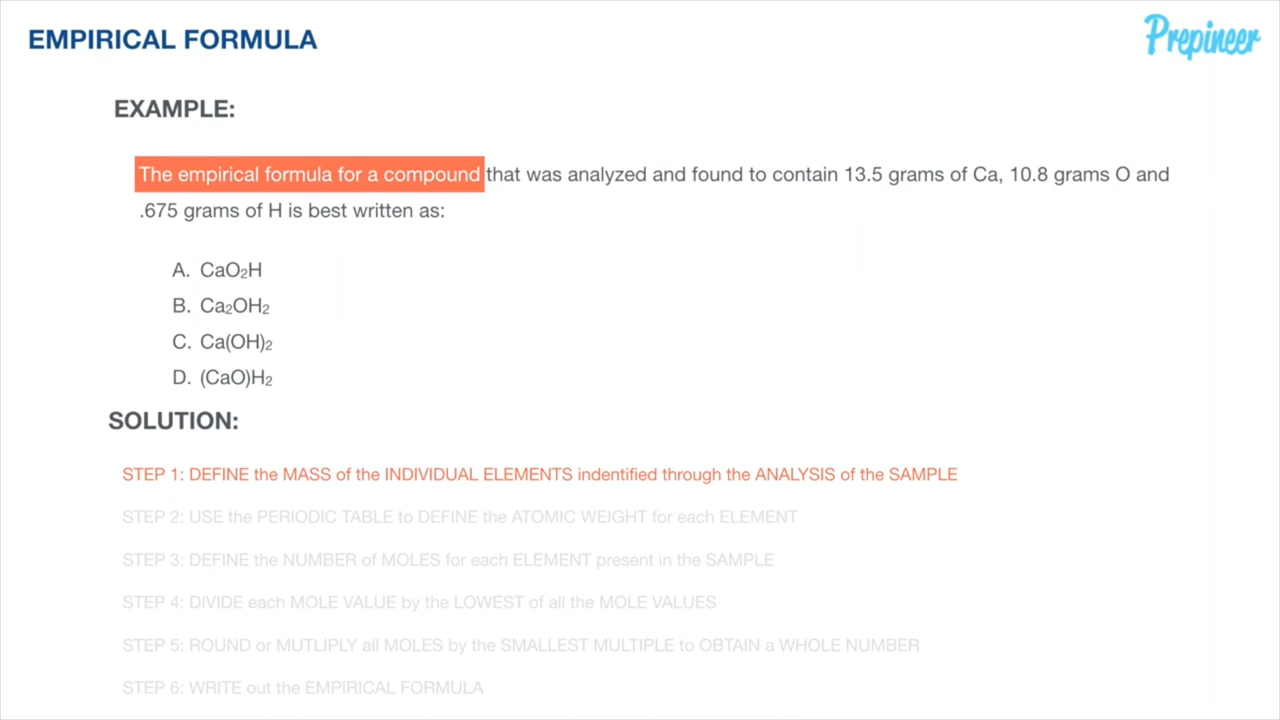 EMPIRICAL FORMULA
Prepineer
EXAMPLE:
The empirical formula for a compound that was analyzed and found to contain 13.5 grams of Ca, 10.8 grams O and
.675 grams of H is best written as:
A. CaO₂H
B. Ca₂OH₂
C. Ca(OH)₂
D. (CaO)H₂
SOLUTION:
STEP 1: DEFINE the MASS of the INDIVIDUAL ELEMENTS indentified through the ANALYSIS of the SAMPLE
STEP 2: USE the PERIODIC TABLE to DEFINE the ATOMIC WEIGHT for each ELEMENT
STEP 3: DEFINE the NUMBER of MOLES for each ELEMENT present in the SAMPLE
STEP 4: DIVIDE each MOLE VALUE by the LOWEST of all the MOLE VALUES
STEP 5: ROUND or MUTLIPLY all MOLES by the SMALLEST MULTIPLE to OBTAIN a WHOLE NUMBER
STEP 6: WRITE out the EMPIRICAL FORMULA